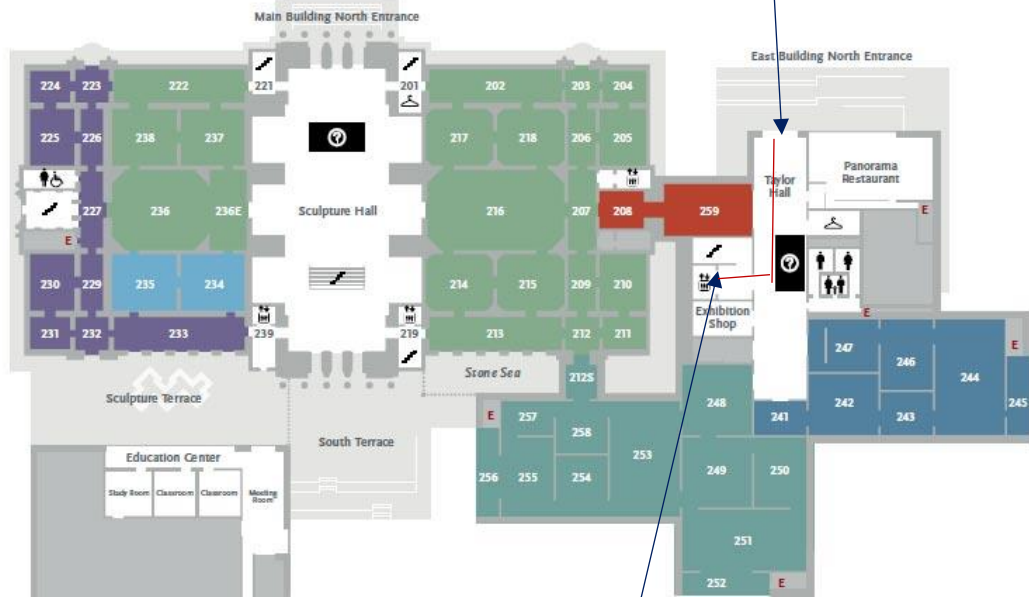 Main Building North Entrance
East Building North Entrance
224 223 222 221 201 202 203 204
225 226 238 237 217 218 206 205
Panorama
Restaurant
Taylor
Hall
E
227 236 236E Sculpture Hall 216 207 208 259
E
230 229 235 234 214 215 209 210
239 219
Exhibition
Shop
E
231 232 233 213 212 211
247 246 244 E
Stone Sea
212S
Sculpture Terrace
248 242 243 245
241
E 257
South Terrace
258
253
Education Center
256 255 254 249 250
Study Room Classroom Classroom Meeting
Room
251
252 E